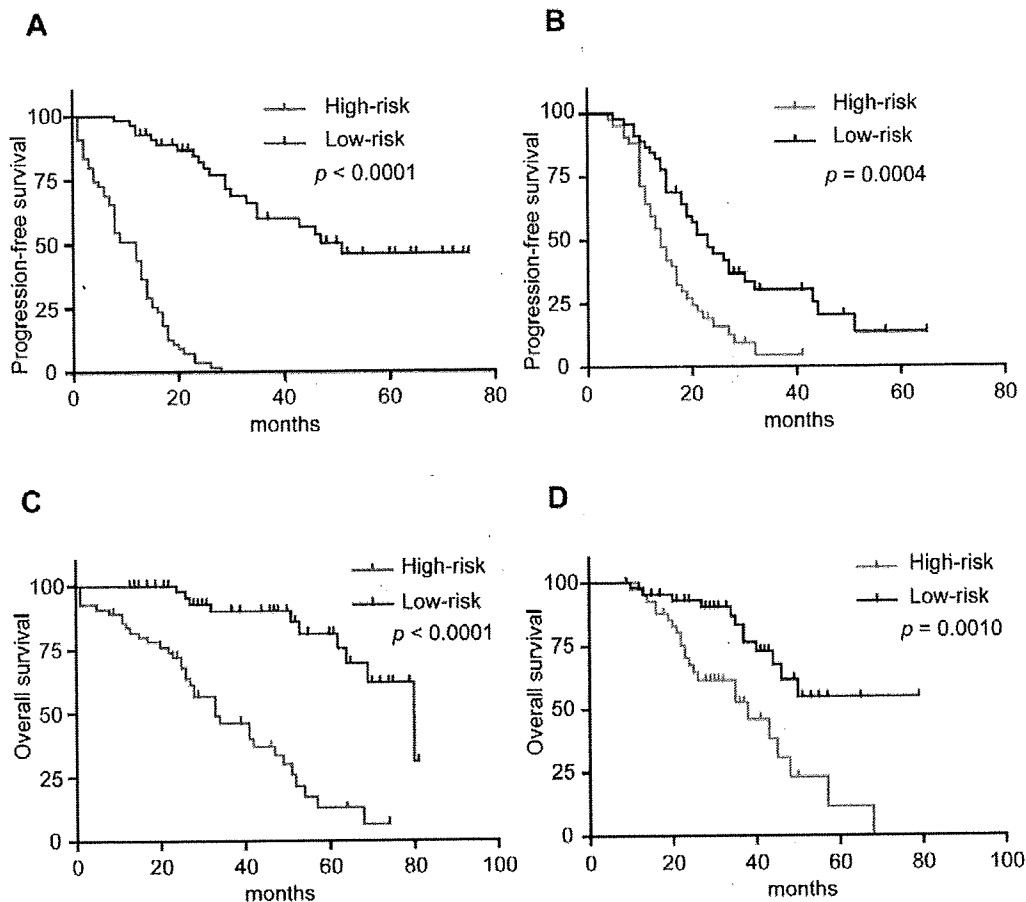 A
Progression-free survival
100
75
50
25
0
High-risk
Low-risk
p < 0.0001
0 20 40 60 80
months
B
Progression-free survival
100
75
50
25
0
High-risk
Low-risk
p = 0.0004
0 20 40 60 80
months
C
Overall survival
100
75
50
25
0
High-risk
Low-risk
p < 0.0001
0 20 40 60 80 100
months
D
Overall survival
100
75
50
25
0
High-risk
Low-risk
p = 0.0010
0 20 40 60 80 100
months